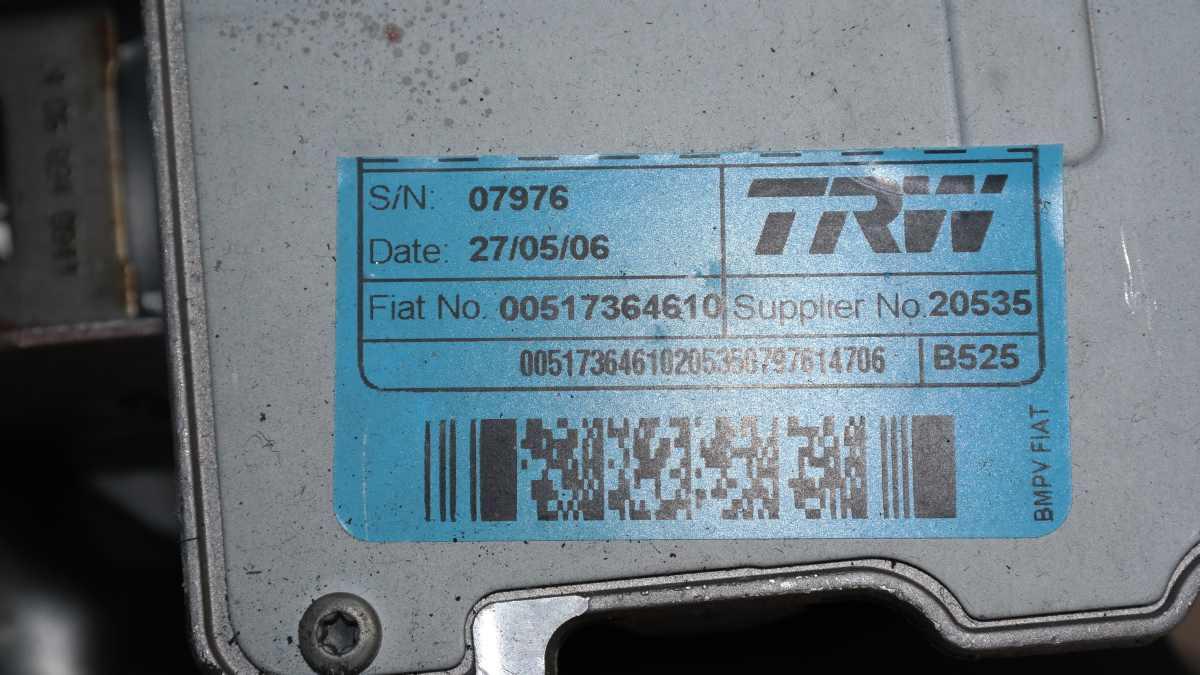 S/N: 07976
TRW
Date: 27/05/06
Fiat No. 00517364610
Supplier No. 20535
00517364610205350797614706
B525
BMPV FIAT